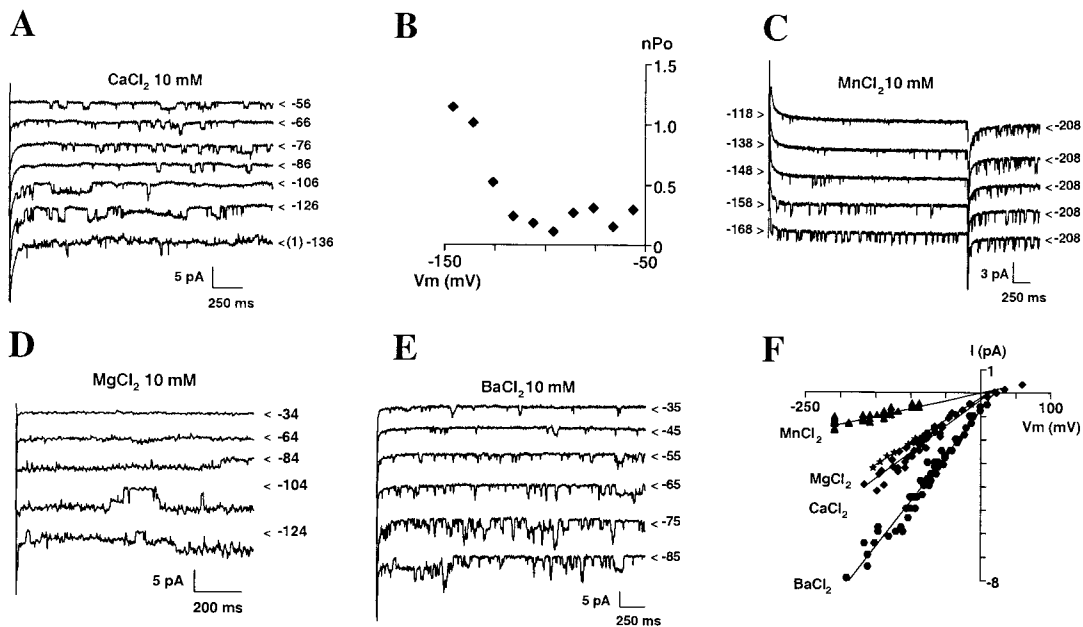 A
CaCl2 10 mM
< -56
< -66
< -76
< -86
< -106
< -126
<(1) -136
5 pA
250 ms
B
nPo
1.5
1.0
0.5
0
-150
-50
Vm (mV)
C
MnCl2 10 mM
-118 >
-138 >
-148 >
-158 >
-168 >
<-208
<-208
<-208
<-208
<-208
3 pA
250 ms
D
MgCl2 10 mM
< -34
< -64
< -84
< -104
< -124
5 pA
200 ms
E
BaCl2 10 mM
< -35
< -45
< -55
< -65
< -75
< -85
5 pA
250 ms
F
I (pA)
1
-250
100
Vm (mV)
MnCl2
MgCl2
CaCl2
BaCl2
-8